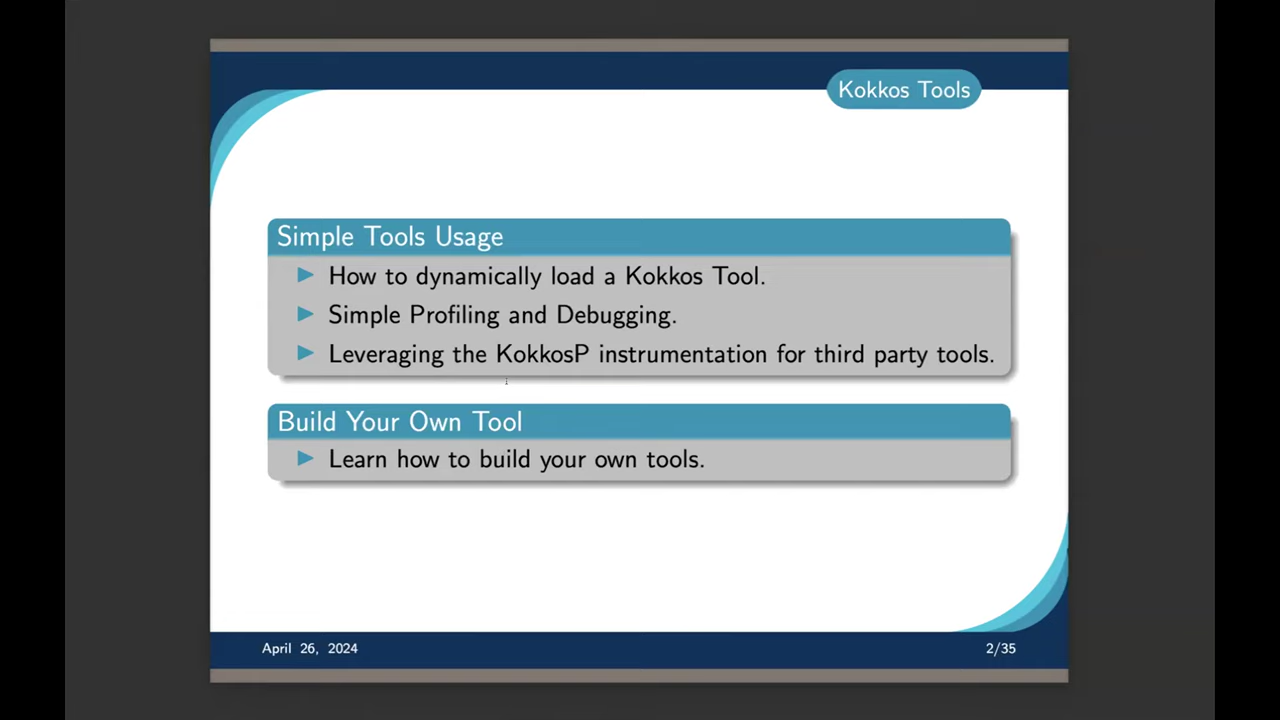 Kokkos Tools
Simple Tools Usage
How to dynamically load a Kokkos Tool.
Simple Profiling and Debugging.
Leveraging the KokkosP instrumentation for third party tools.
Build Your Own Tool
Learn how to build your own tools.
April 26, 2024
2/35